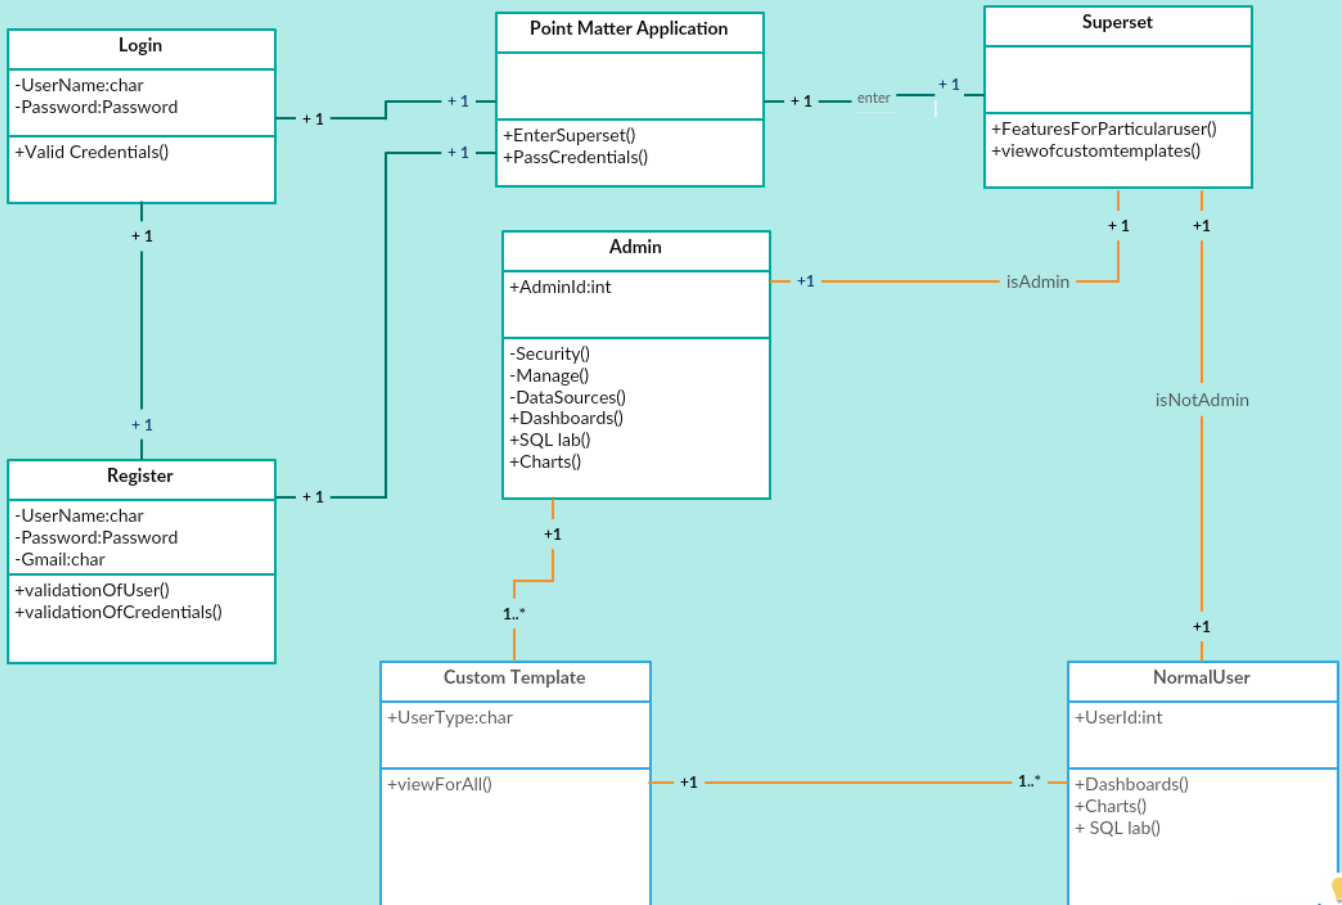 Login
-UserName:char
-Password:Password
+Valid Credentials()
+ 1
+ 1
Point Matter Application
+EnterSuperset()
+PassCredentials()
+ 1
+ 1
enter
+ 1
Superset
+FeaturesForParticularuser()
+viewofcustomtemplates()
+ 1
+ 1
+1
Admin
+AdminId:int
-Security()
-Manage()
-DataSources()
+Dashboards()
+SQL lab()
+Charts()
+1
isAdmin
isNotAdmin
+ 1
Register
-UserName:char
-Password:Password
-Gmail:char
+validationOfUser()
+validationOfCredentials()
+ 1
+1
1..*
+1
Custom Template
+UserType:char
+viewForAll()
+1
1..*
NormalUser
+UserId:int
+Dashboards()
+Charts()
+ SQL lab()